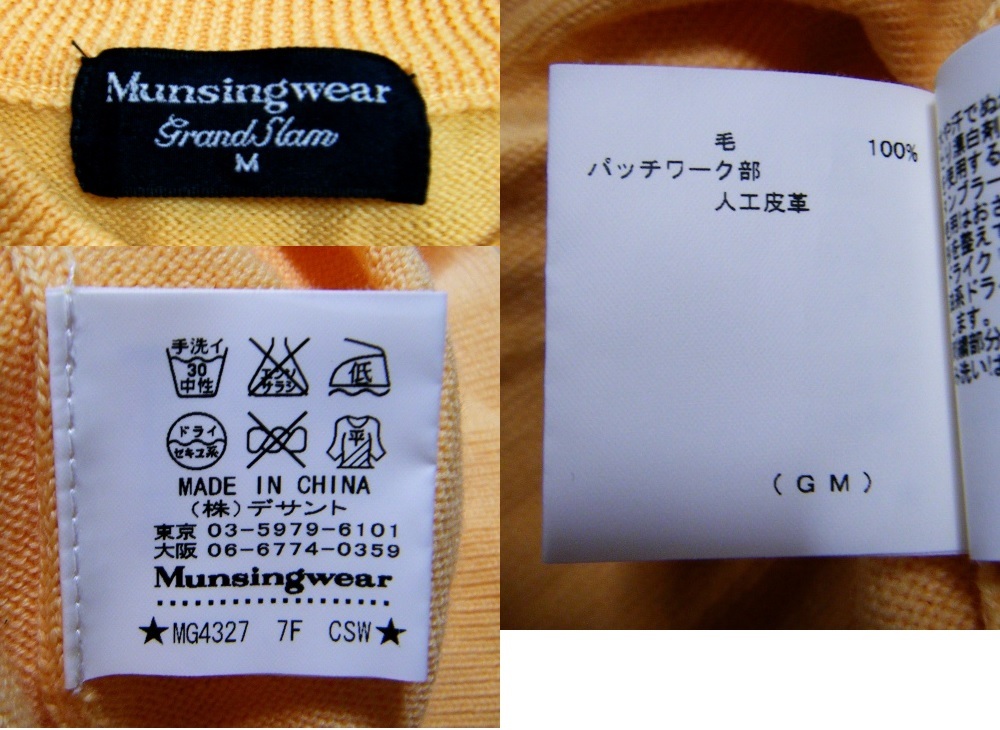 Munsingwear
Grand Slam
M
手洗イ
30
中性
エンソ
サラシ
低
ドライ
セキユ系
平
MADE IN CHINA
(株)デサント
東京 03-5979-6101
大阪 06-6774-0359
Munsingwear
★MG4327 7F CSW★
毛 100%
パッチワーク部
人工皮革
(GM)